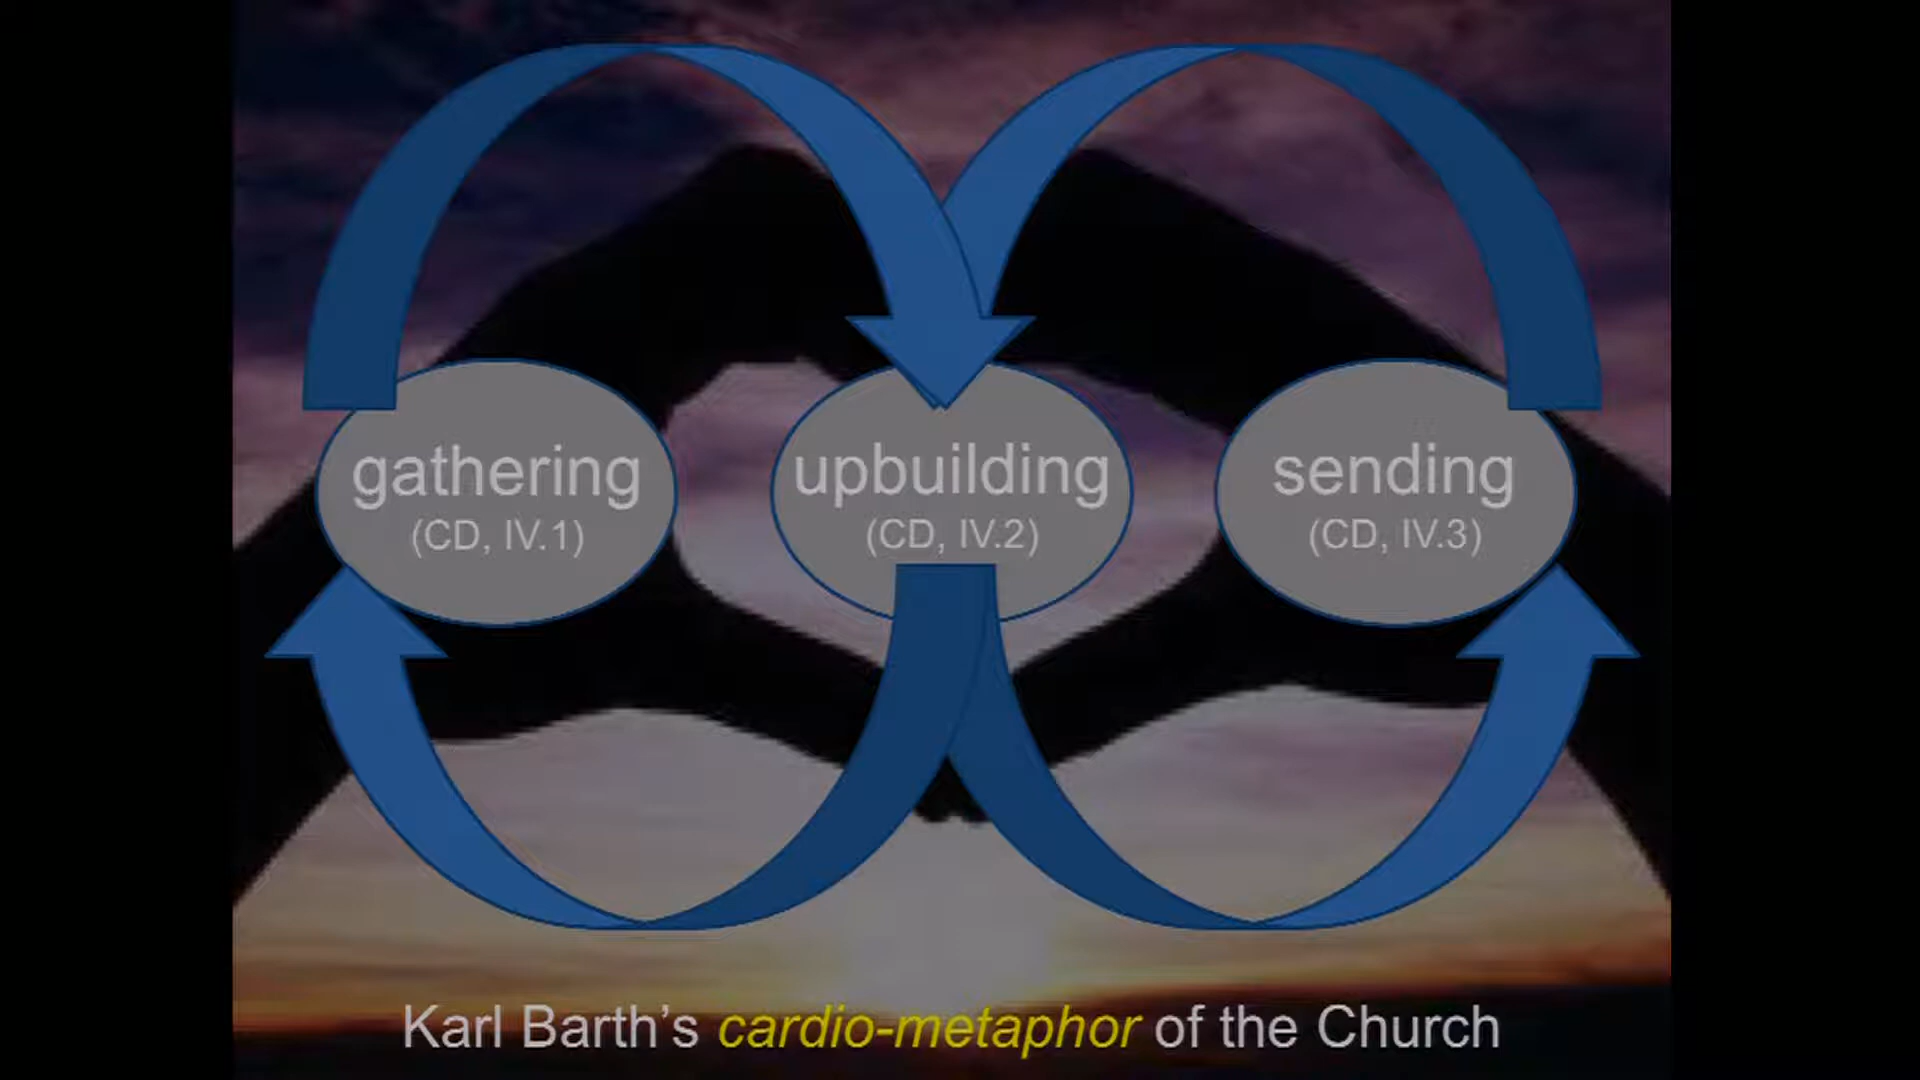 gathering
(CD, IV.1)
upbuilding
(CD, IV.2)
sending
(CD, IV.3)
Karl Barth’s cardio-metaphor of the Church